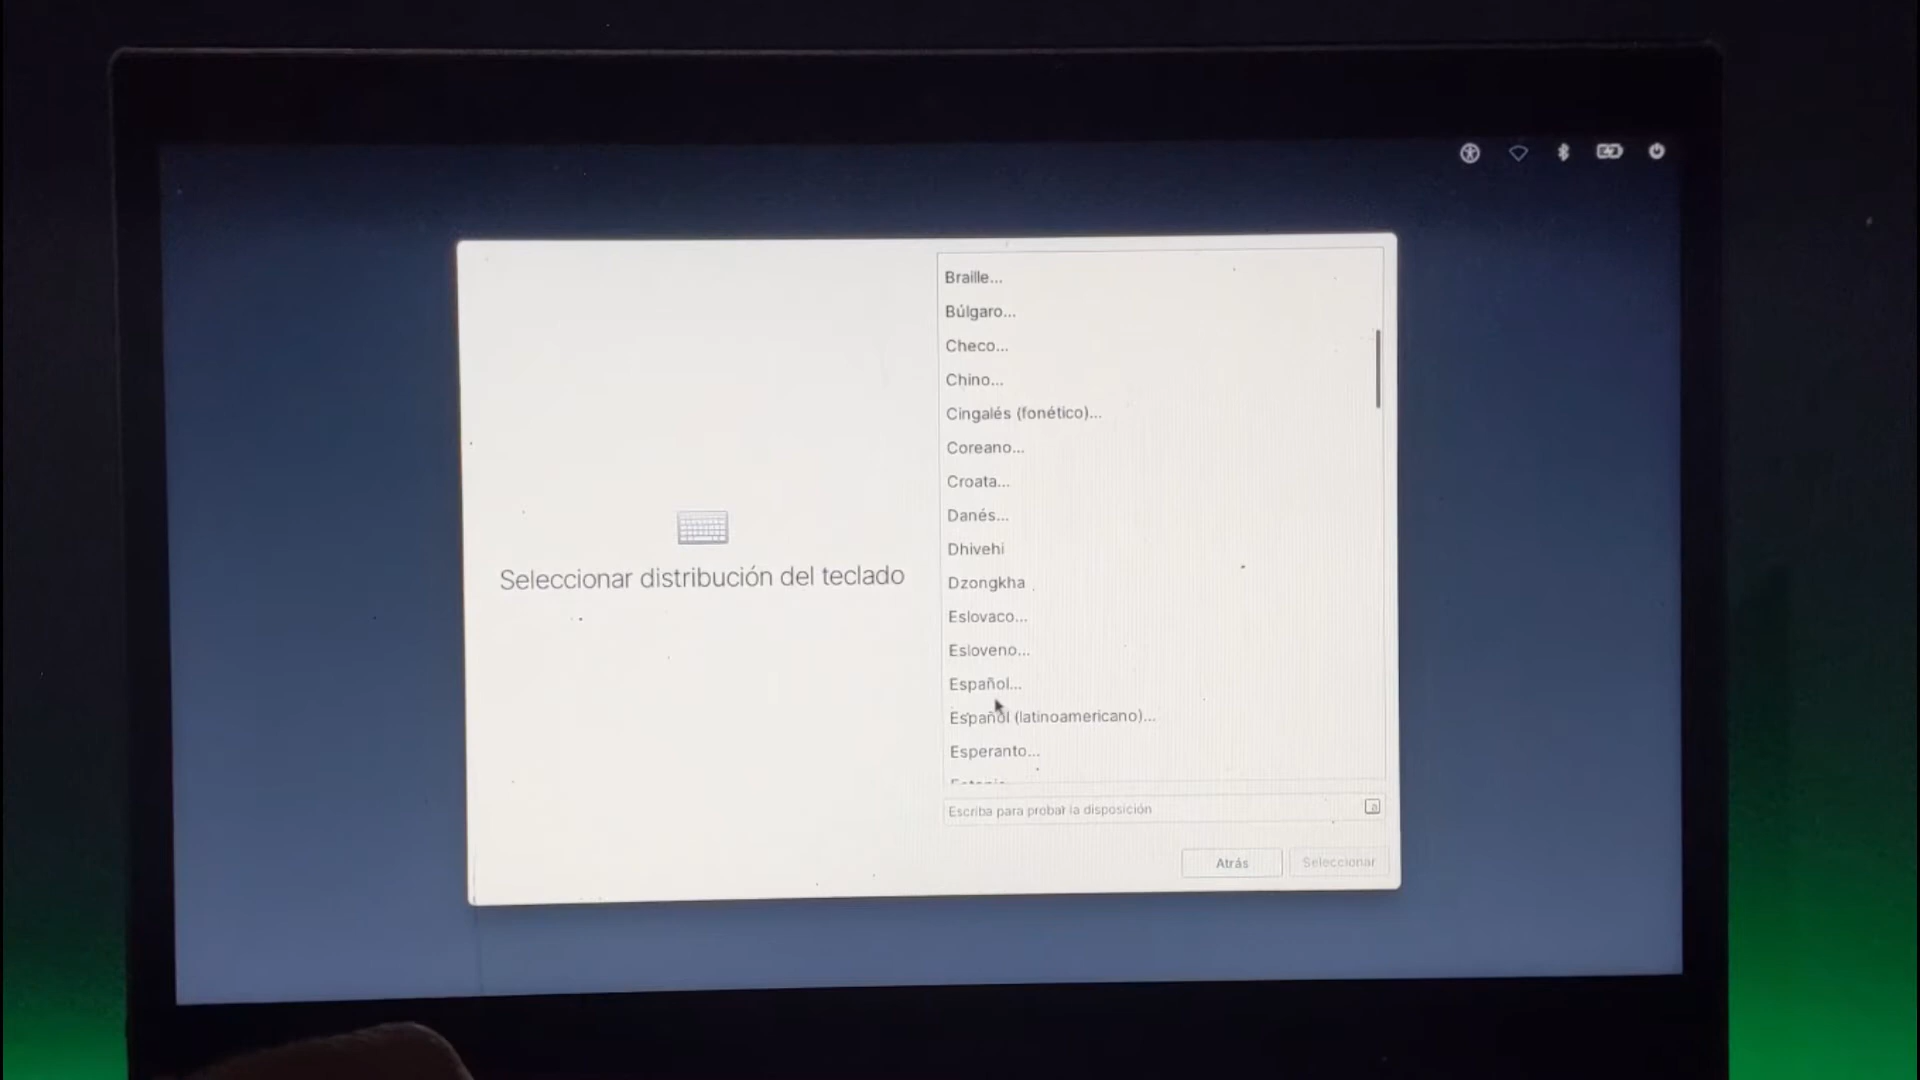 Braille...
Búlgaro...
Checo...
Chino...
Cingalés (fonético)...
Coreano...
Croata...
Danés...
Dhivehi
Dzongkha
Eslovaco...
Esloveno...
Español...
Español (latinoamericano)...
Esperanto...
Seleccionar distribución del teclado
Escriba para probar la disposición
Atrás
Seleccionar